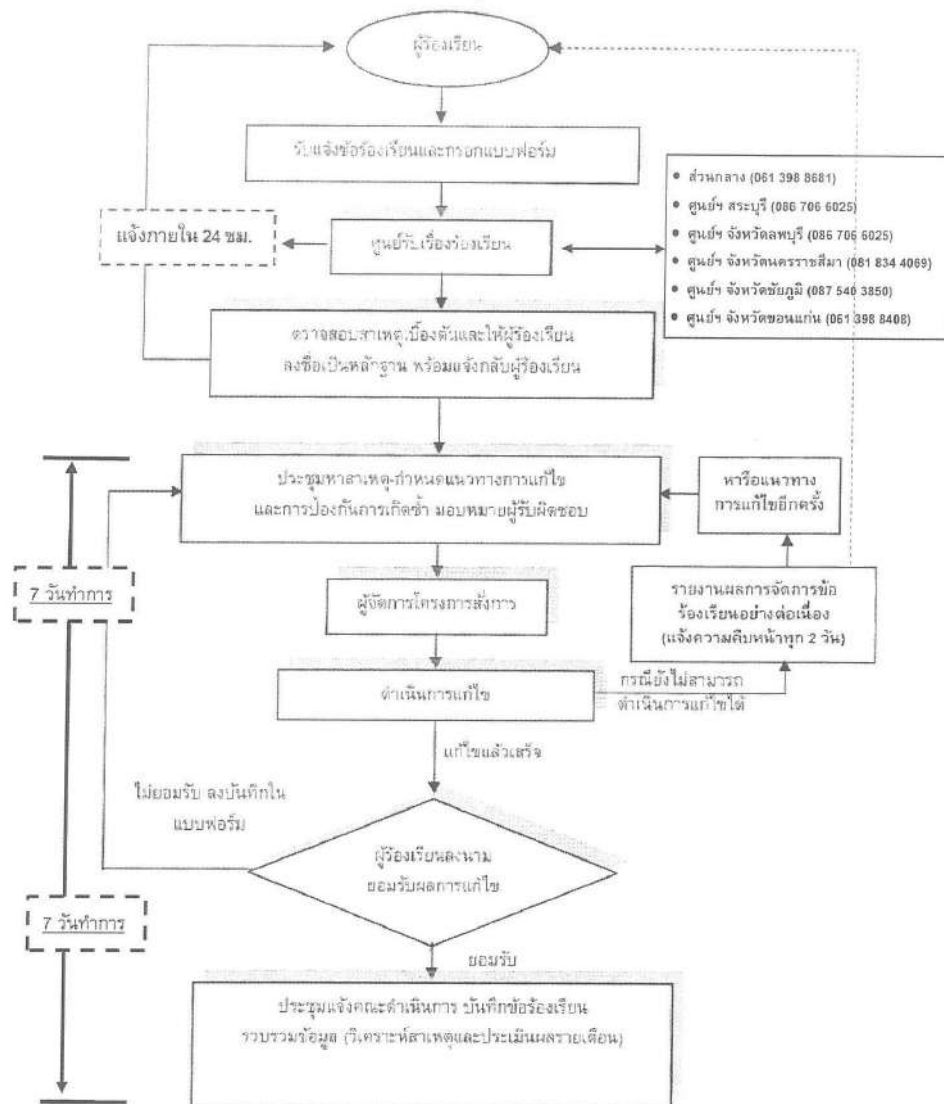 ผู้ร้องเรียน
รับแจ้งข้อร้องเรียนและกรอกแบบฟอร์ม
• ส่วนกลาง (061 398 8681)
• ศูนย์ฯ สระบุรี (086 706 6025)
• ศูนย์ฯ จังหวัดลพบุรี (086 706 6025)
• ศูนย์ฯ จังหวัดนครราชสีมา (081 834 4069)
• ศูนย์ฯ จังหวัดชัยภูมิ (087 540 3850)
• ศูนย์ฯ จังหวัดขอนแก่น (061 398 8408)
แจ้งภายใน 24 ชม.
ศูนย์รับเรื่องร้องเรียน
ตรวจสอบสาเหตุเบื้องต้นและให้ผู้ร้องเรียน
ลงชื่อเป็นหลักฐาน พร้อมแจ้งกลับผู้ร้องเรียน
ประชุมหาสาเหตุ-กำหนดแนวทางการแก้ไข
และการป้องกันการเกิดซ้ำ มอบหมายผู้รับผิดชอบ
หารือแนวทาง
การแก้ไขอีกครั้ง
7 วันทำการ
ผู้จัดการโครงการสั่งการ
รายงานผลการจัดการข้อ
ร้องเรียนอย่างต่อเนื่อง
(แจ้งความคืบหน้าทุก 2 วัน)
ดำเนินการแก้ไข
กรณียังไม่สามารถ
ดำเนินการแก้ไขได้
แก้ไขแล้วเสร็จ
ไม่ยอมรับ ลงบันทึกใน
แบบฟอร์ม
ผู้ร้องเรียนลงนาม
ยอมรับผลการแก้ไข
7 วันทำการ
ยอมรับ
ประชุมแจ้งคณะดำเนินการ บันทึกข้อร้องเรียน
รวบรวมข้อมูล (วิเคราะห์สาเหตุและประเมินผลรายเดือน)